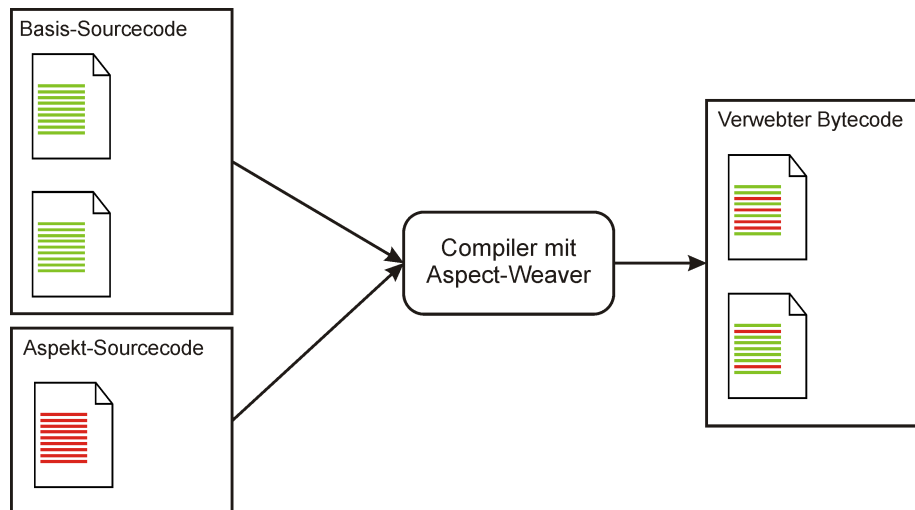 Basis-Sourcecode
Aspekt-Sourcecode
Compiler mit
Aspect-Weaver
Verwebter Bytecode